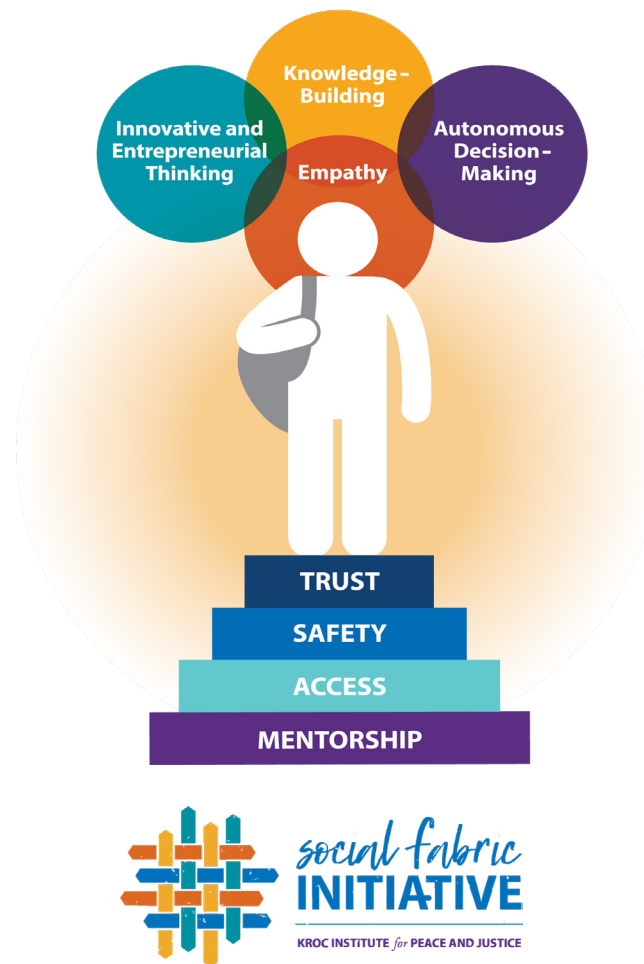 Knowledge-
Building
Innovative and
Entrepreneurial
Thinking
Autonomous
Decision-
Making
Empathy
TRUST
SAFETY
ACCESS
MENTORSHIP
social fabric
INITIATIVE
KROC INSTITUTE for PEACE AND JUSTICE